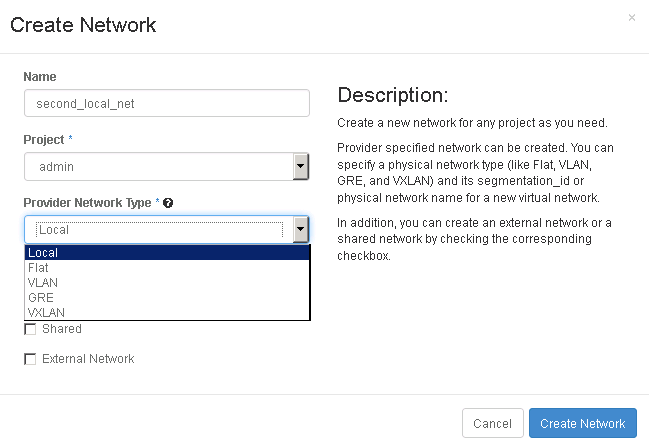 Create Network
×
Name
second_local_net
Project *
admin
Provider Network Type *
Local
Local
Flat
VLAN
GRE
VXLAN
Shared
External Network
Description:
Create a new network for any project as you need.
Provider specified network can be created. You can
specify a physical network type (like Flat, VLAN,
GRE, and VXLAN) and its segmentation_id or
physical network name for a new virtual network.
In addition, you can create an external network or a
shared network by checking the corresponding
checkbox.
Cancel
Create Network